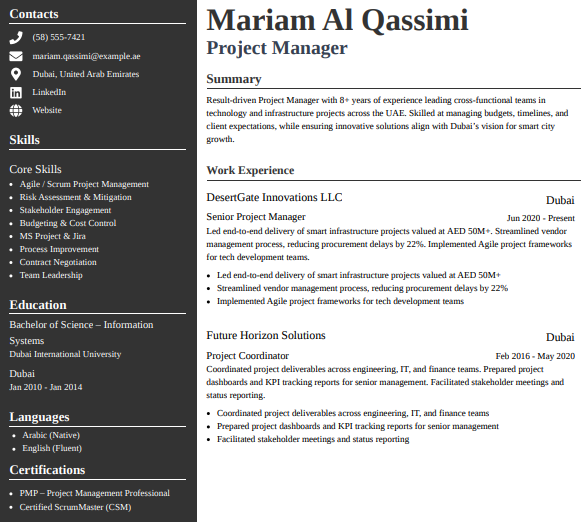 Contacts
(58) 555-7421
mariam.qassimi@example.ae
Dubai, United Arab Emirates
LinkedIn
Website
Skills
Core Skills
• Agile / Scrum Project Management
• Risk Assessment & Mitigation
• Stakeholder Engagement
• Budgeting & Cost Control
• MS Project & Jira
• Process Improvement
• Contract Negotiation
• Team Leadership
Education
Bachelor of Science – Information
Systems
Dubai International University
Dubai
Jan 2010 - Jan 2014
Languages
• Arabic (Native)
• English (Fluent)
Certifications
• PMP – Project Management Professional
• Certified ScrumMaster (CSM)
Mariam Al Qassimi
Project Manager
Summary
Result-driven Project Manager with 8+ years of experience leading cross-functional teams in
technology and infrastructure projects across the UAE. Skilled at managing budgets, timelines, and
client expectations, while ensuring innovative solutions align with Dubai's vision for smart city
growth.
Work Experience
DesertGate Innovations LLC Dubai
Senior Project Manager Jun 2020 - Present
Led end-to-end delivery of smart infrastructure projects valued at AED 50M+. Streamlined vendor
management process, reducing procurement delays by 22%. Implemented Agile project frameworks
for tech development teams.
• Led end-to-end delivery of smart infrastructure projects valued at AED 50M+
• Streamlined vendor management process, reducing procurement delays by 22%
• Implemented Agile project frameworks for tech development teams
Future Horizon Solutions Dubai
Project Coordinator Feb 2016 - May 2020
Coordinated project deliverables across engineering, IT, and finance teams. Prepared project
dashboards and KPI tracking reports for senior management. Facilitated stakeholder meetings and
status reporting.
• Coordinated project deliverables across engineering, IT, and finance teams
• Prepared project dashboards and KPI tracking reports for senior management
• Facilitated stakeholder meetings and status reporting